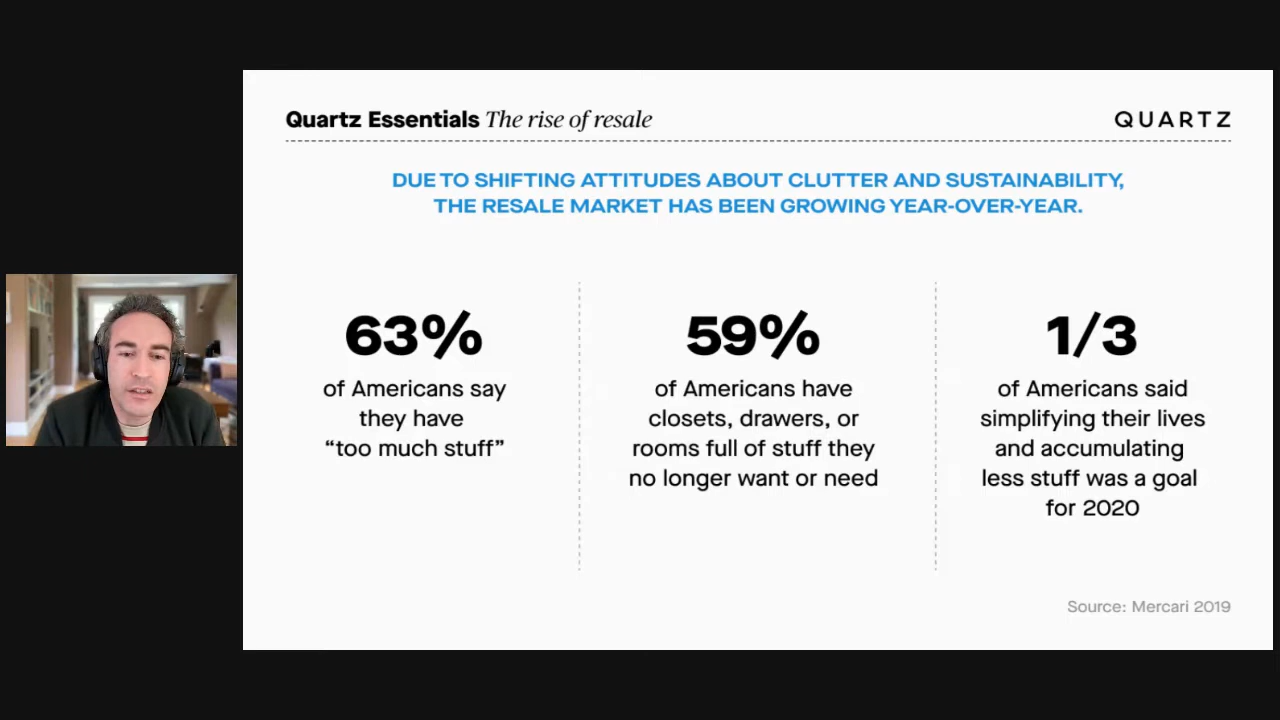 Quartz Essentials The rise of resale
QUARTZ
DUE TO SHIFTING ATTITUDES ABOUT CLUTTER AND SUSTAINABILITY,
THE RESALE MARKET HAS BEEN GROWING YEAR-OVER-YEAR.
63%
of Americans say
they have
“too much stuff”
59%
of Americans have
closets, drawers, or
rooms full of stuff they
no longer want or need
1/3
of Americans said
simplifying their lives
and accumulating
less stuff was a goal
for 2020
Source: Mercari 2019